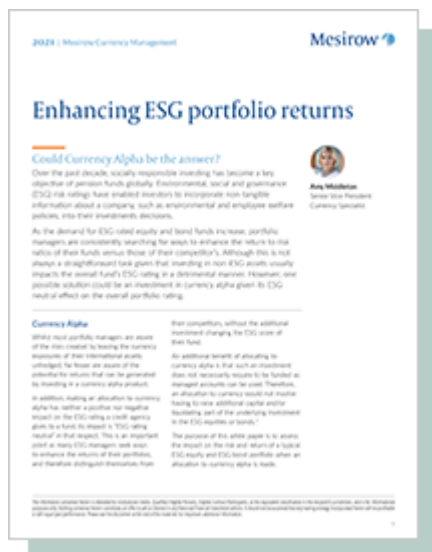 2021 | Mesirow Currency Management
Mesirow
Enhancing ESG portfolio returns
Could Currency Alpha be the answer?
Over the past decade, socially responsible investing has become a key
objective of pension funds globally. Environmental, social and governance
(ESG) risk ratings have enabled investors to incorporate non-tangible
information about a company, such as environmental and employee welfare
policies, into their investments decisions.
As the demand for ESG rated equity and bond funds increase, portfolio
managers are consistently searching for ways to enhance the return to risk
ratios of their funds versus those of their competitor's. Although this is not
always a straightforward task given that investing in non-ESG assets usually
impacts the overall fund's ESG rating in a detrimental manner. However, one
possible solution could be an investment in currency alpha given its ESG
neutral effect on the overall portfolio rating.
Amy Middleton
Senior Vice President
Currency Specialist
Currency Alpha
Whilst most portfolio managers are aware
of the risks created by leaving the currency
exposures of their international assets
unhedged, far fewer are aware of the
potential for returns that can be generated
by investing in a currency alpha product.
In addition, making an allocation to currency
alpha has neither a positive nor negative
impact on the ESG rating a credit agency
gives to a fund; its impact is "ESG rating
neutral" in that respect. This is an important
point as many ESG managers seek ways
to enhance the returns of their portfolios,
and therefore distinguish themselves from
their competitors, without the additional
investment changing the ESG score of
their fund.
An additional benefit of allocating to
currency alpha is that such an investment
does not necessarily require to be funded as
managed accounts can be used. Therefore,
an allocation to currency would not involve
having to raise additional capital and/or
liquidating part of the underlying investment
in the ESG equities or bonds.
The purpose of this white paper is to assess
the impact on the risk and return of a typical
ESG equity and ESG bond portfolio when an
allocation to currency alpha is made.